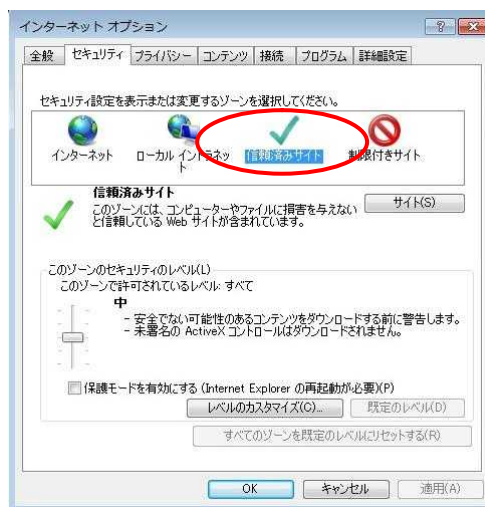 インターネット オプション
全般 セキュリティ プライバシー コンテンツ 接続 プログラム 詳細設定
セキュリティ設定を表示または変更するゾーンを選択してください。
インターネット ローカル イントラネット 信頼済みサイト 制限付きサイト
信頼済みサイト
サイト(S)
このゾーンには、コンピューターやファイルに損害を与えない
と信頼している Web サイトが含まれています。
このゾーンのセキュリティのレベル(L)
このゾーンで許可されているレベル: すべて
中
- 安全でない可能性のあるコンテンツをダウンロードする前に警告します。
- 未署名の ActiveX コントロールはダウンロードされません。
保護モードを有効にする (Internet Explorer の再起動が必要)(P)
レベルのカスタマイズ(C)... 既定のレベル(D)
すべてのゾーンを既定のレベルにリセットする(R)
OK キャンセル 適用(A)